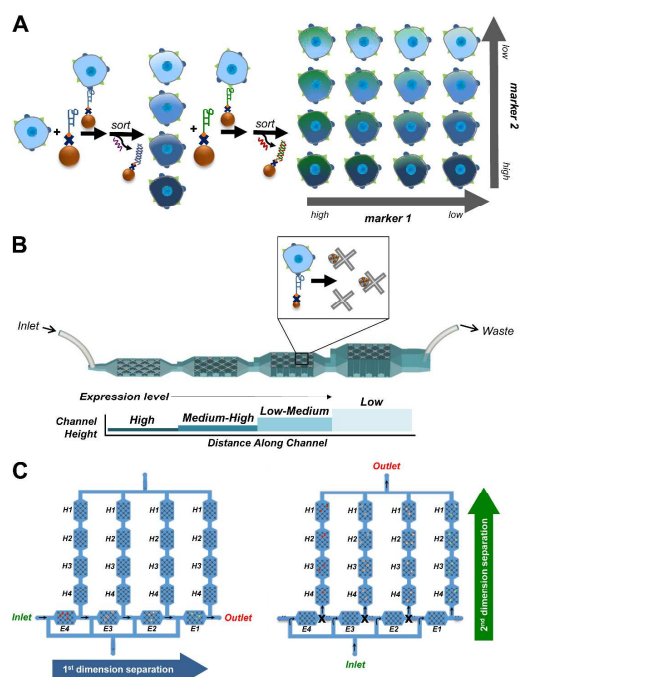 A
+
sort
+
sort
low
marker 2
high
high
marker 1
low
B
Inlet
Waste
Expression level
Channel Height
High
Medium-High
Low-Medium
Low
Distance Along Channel
C
H1 H1 H1 H1
H2 H2 H2 H2
H3 H3 H3 H3
H4 H4 H4 H4
Inlet
E4 E3 E2 E1
Outlet
1st dimension separation
Outlet
H1 H1 H1 H1
H2 H2 H2 H2
H3 H3 H3 H3
H4 H4 H4 H4
X X X
E4 E3 E2 E1
Inlet
2nd dimension separation